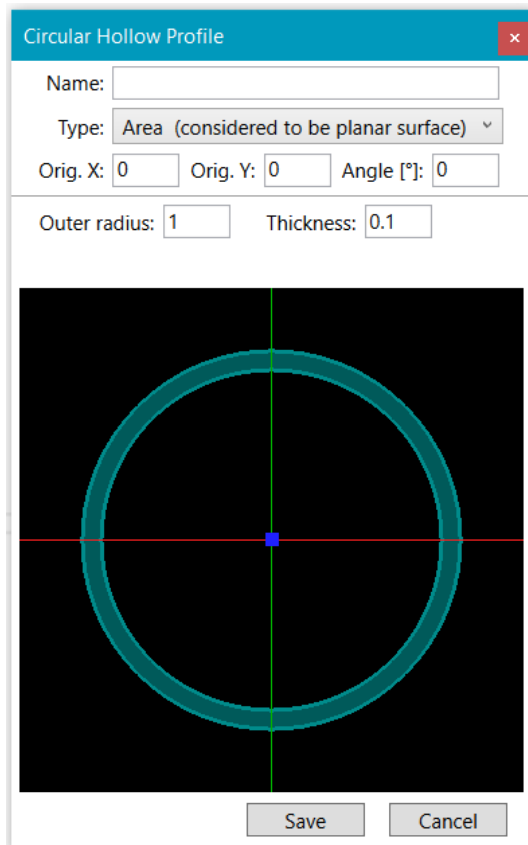 Circular Hollow Profile ×
Name:
Type: Area (considered to be planar surface)
Orig. X: 0 Orig. Y: 0 Angle [°]: 0
Outer radius: 1 Thickness: 0.1
Save Cancel